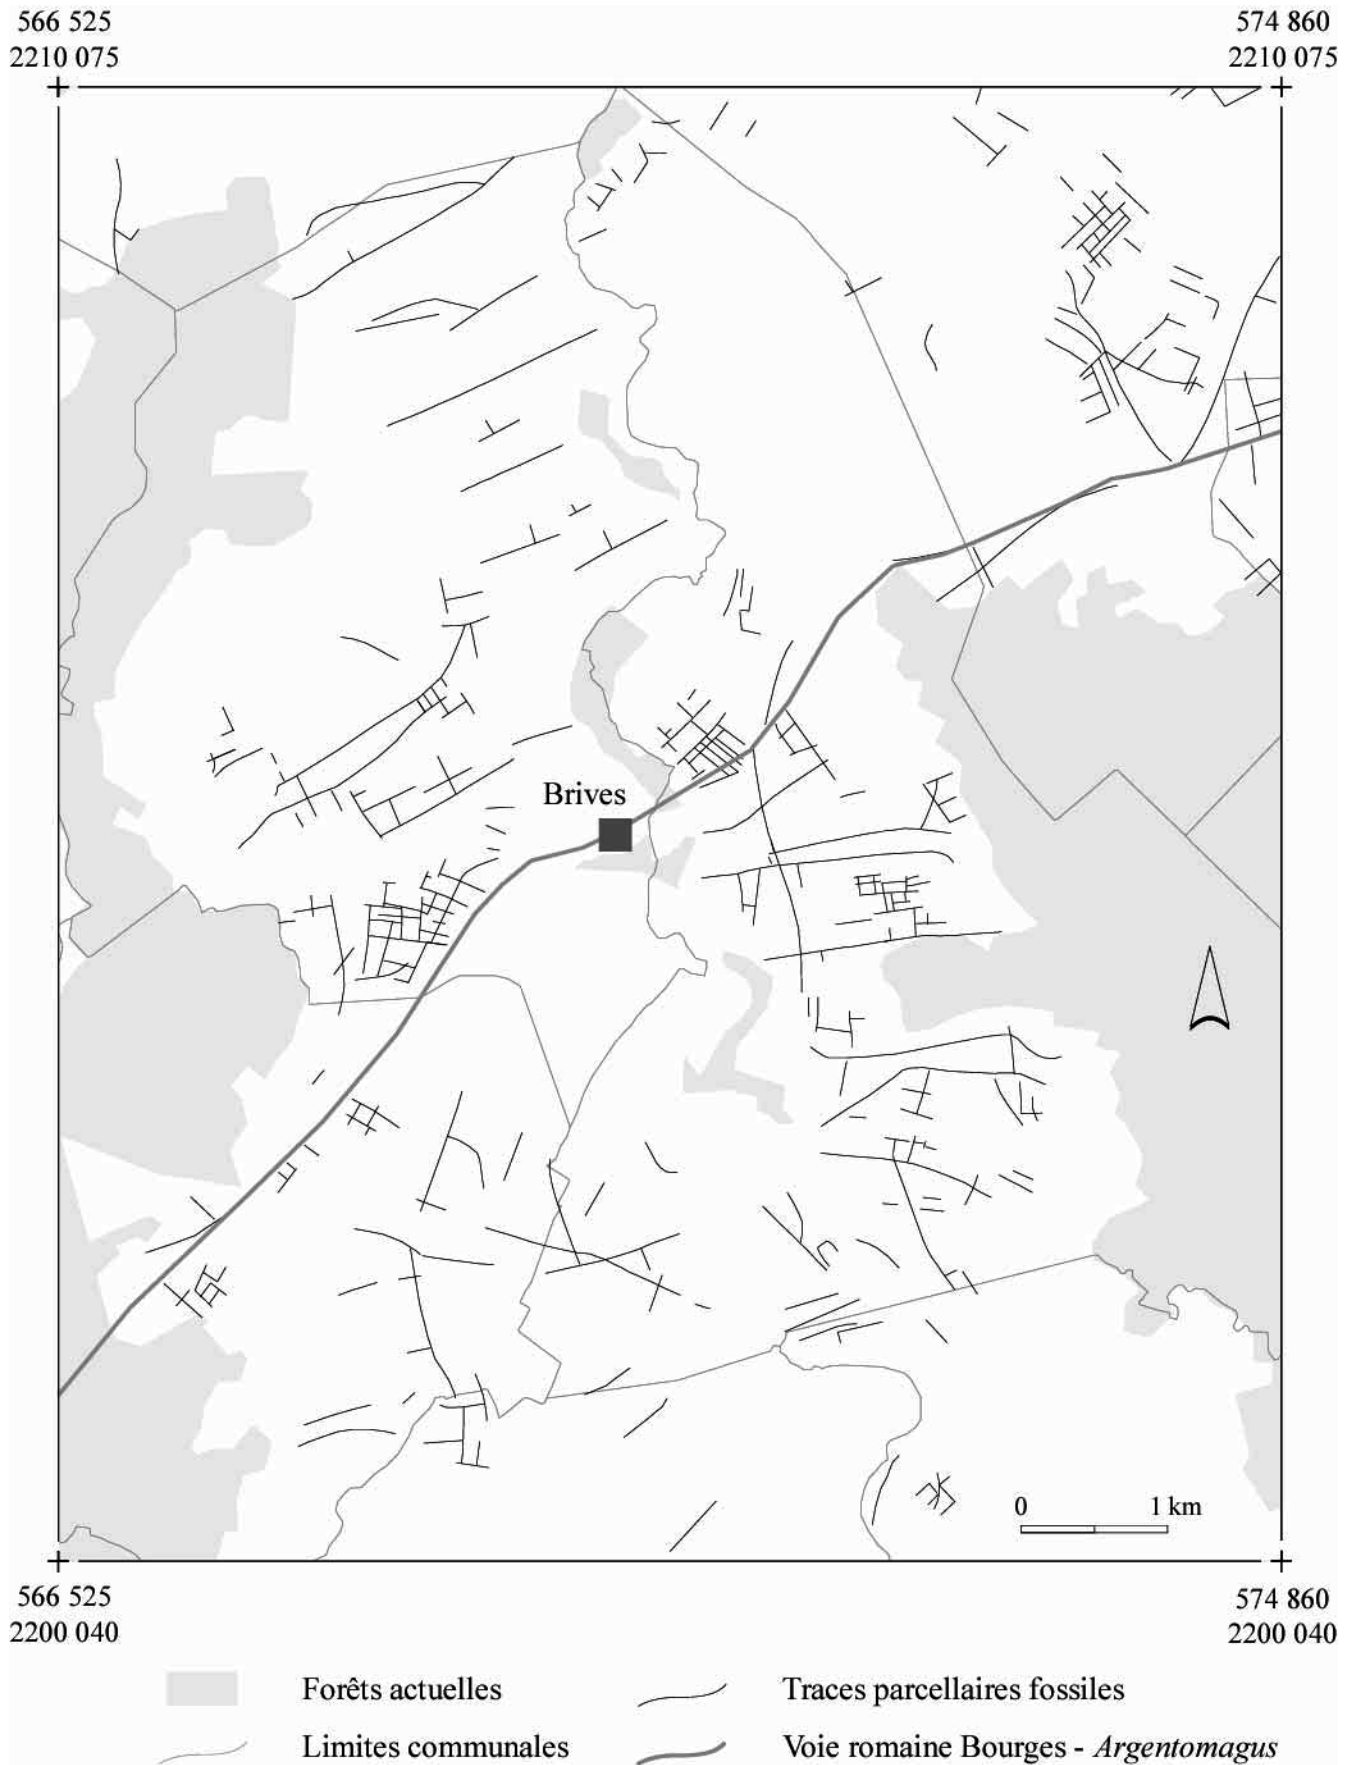 566 525
2210 075
574 860
2210 075
Brives
0 1 km
566 525
2200 040
574 860
2200 040
Forêts actuelles
Traces parcellaires fossiles
Limites communales
Voie romaine Bourges - Argentomagus